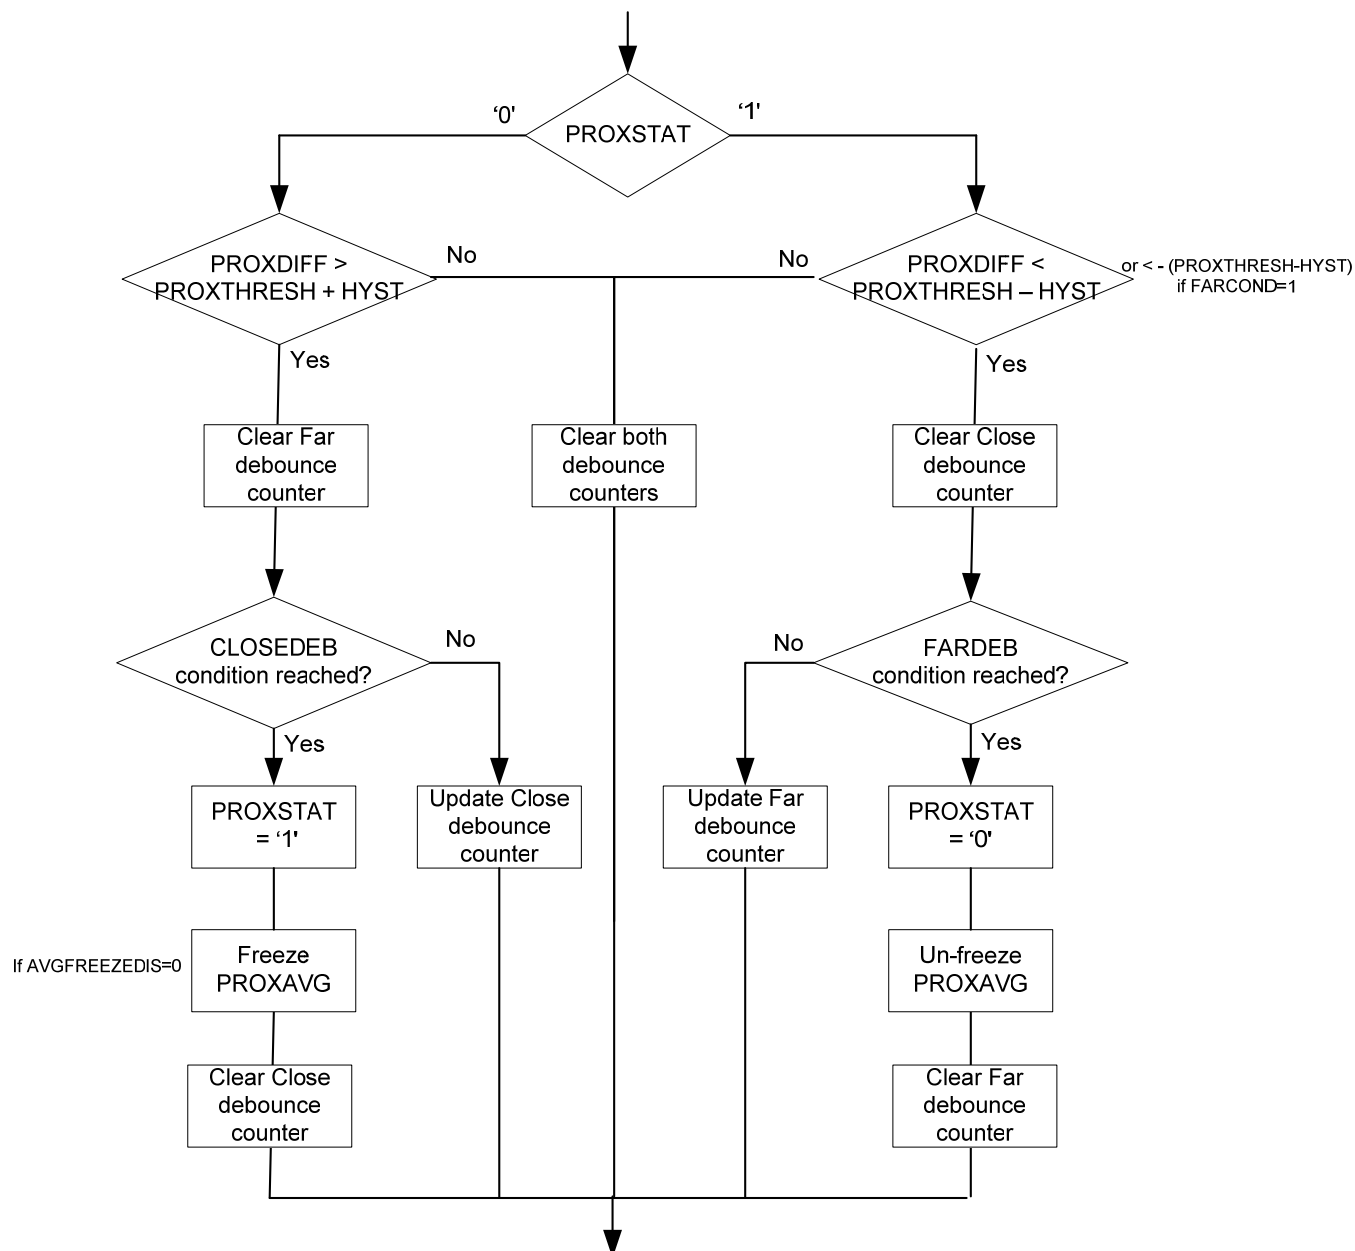 ‘0'
‘1'
PROXSTAT
PROXDIFF >
PROXTHRESH + HYST
No
No
PROXDIFF <
PROXTHRESH – HYST
or < - (PROXTHRESH-HYST)
if FARCOND=1
Yes
Yes
Clear Far
debounce
counter
Clear both
debounce
counters
Clear Close
debounce
counter
CLOSEDEB
condition reached?
No
No
FARDEB
condition reached?
Yes
Yes
PROXSTAT
= ‘1'
Update Close
debounce
counter
Update Far
debounce
counter
PROXSTAT
= ‘0'
If AVGFREEZEDIS=0
Freeze
PROXAVG
Un-freeze
PROXAVG
Clear Close
debounce
counter
Clear Far
debounce
counter